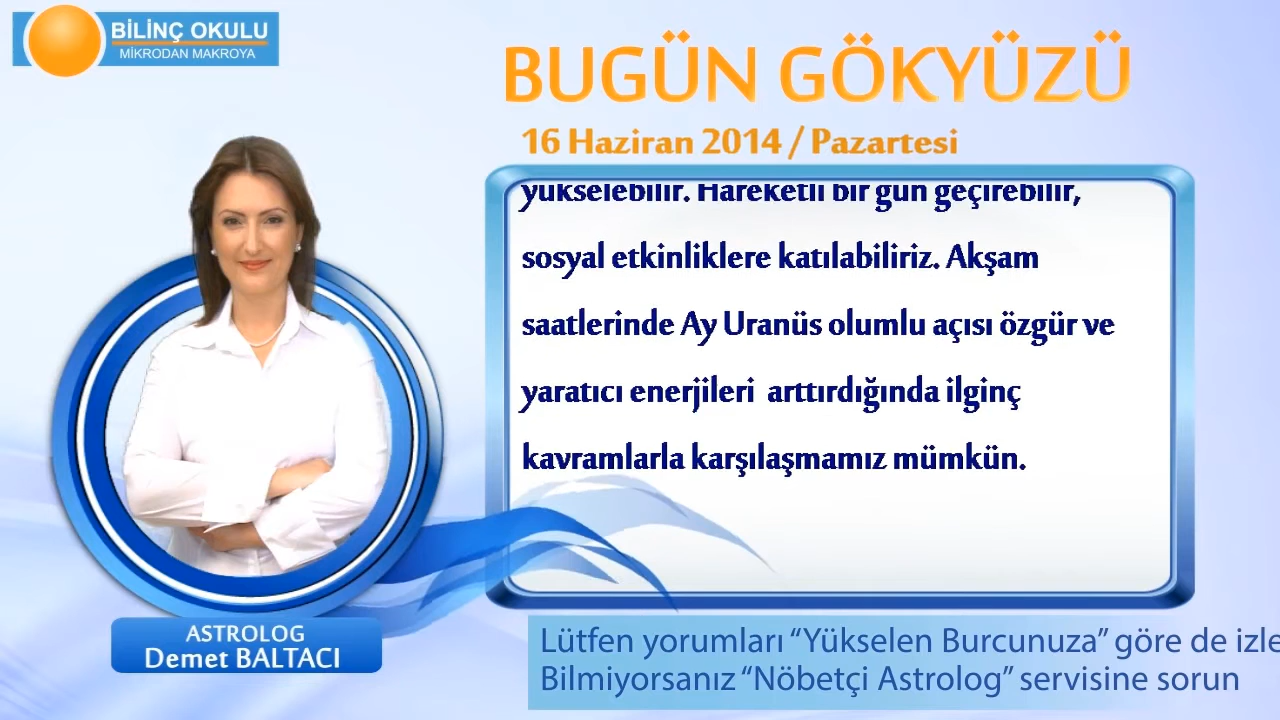 BİLİNÇ OKULU
MİKRODAN MAKROYA
BUGÜN GÖKYÜZÜ
16 Haziran 2014 / Pazartesi
yükselebilir. Hareketli bir gün geçirebilir,
sosyal etkinliklere katılabiliriz. Akşam
saatlerinde Ay Uranüs olumlu açısı özgür ve
yaratıcı enerjileri  arttırdığında ilginç
kavramlarla karşılaşmamız mümkün.
ASTROLOG
Demet BALTACI
Lütfen yorumları “Yükselen Burcunuza” göre de izle
Bilmiyorsanız “Nöbetçi Astrolog” servisine sorun